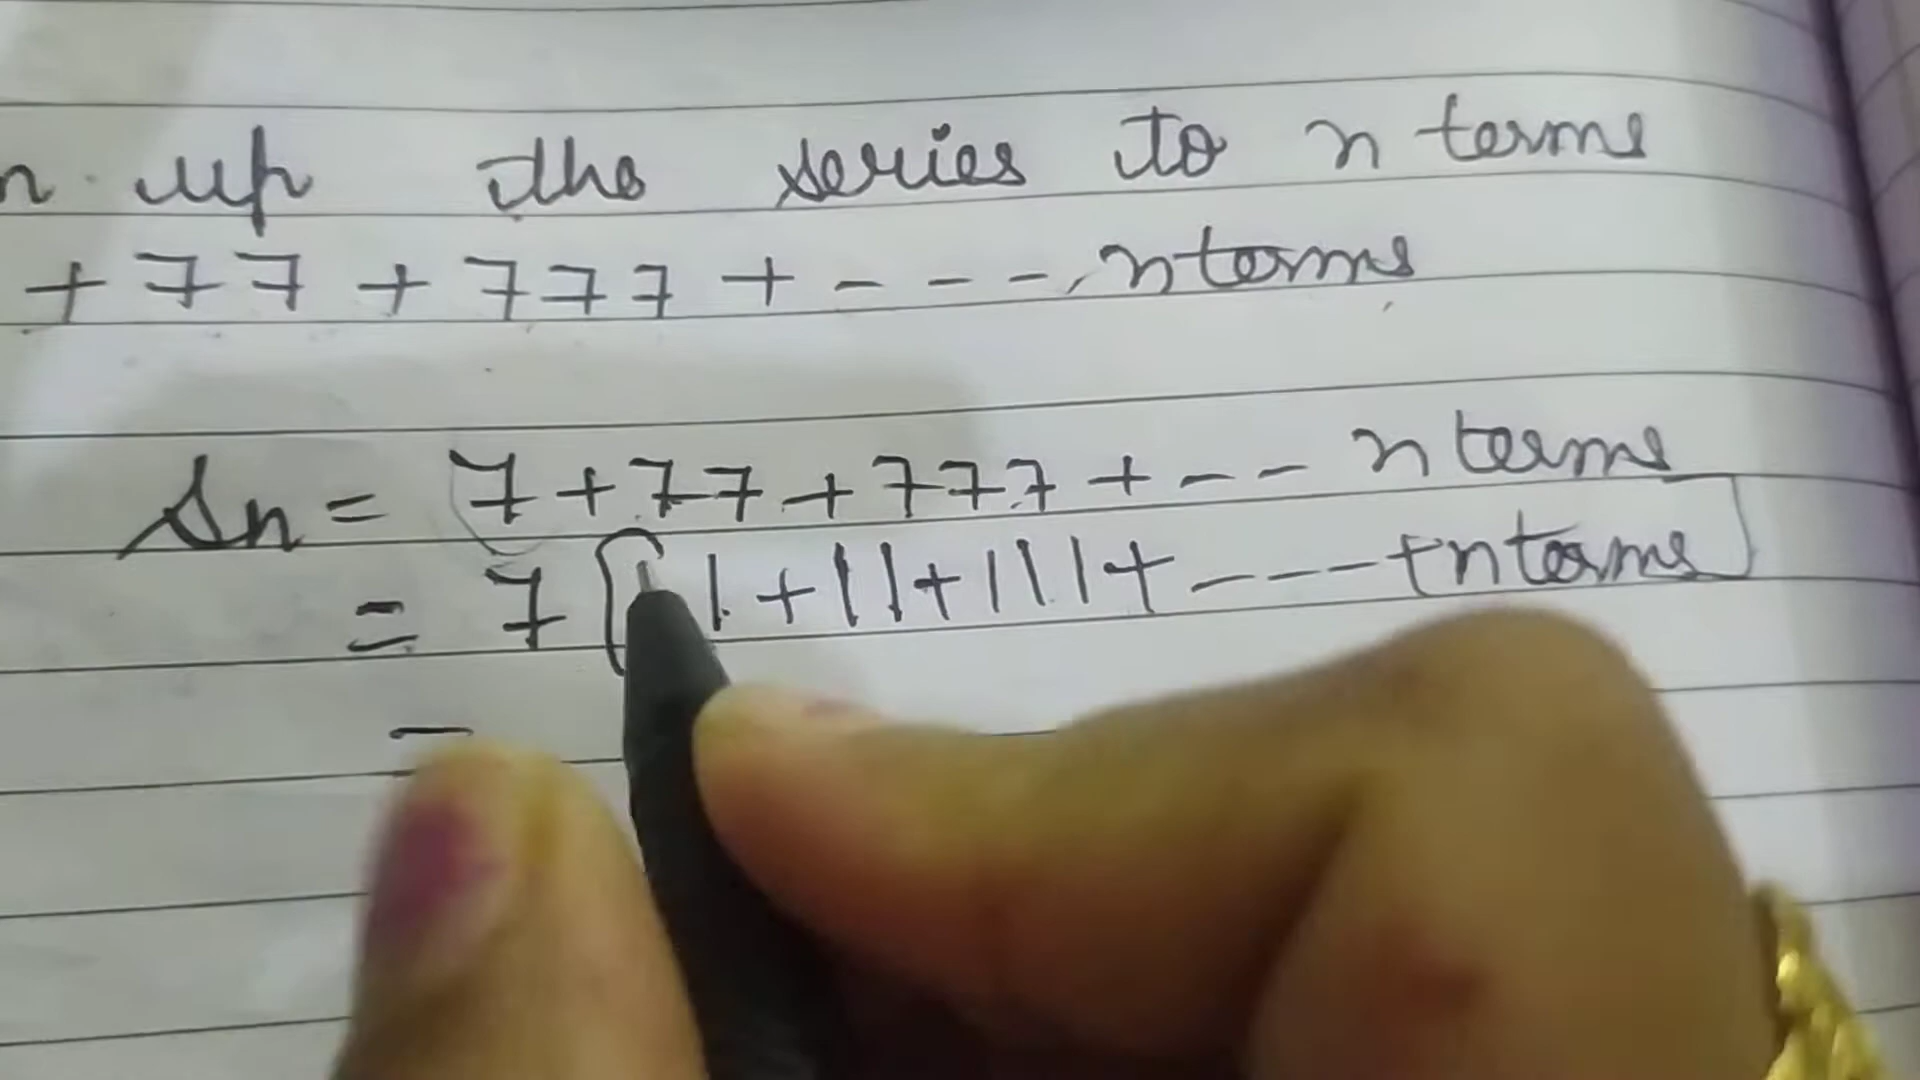 up the series to n terms
+ 77 + 777 + - - - , n terms
Sn = 7 + 77 + 777 + - - n terms
= 7 [ 1 + 11 + 111 + - - - - + n terms ]